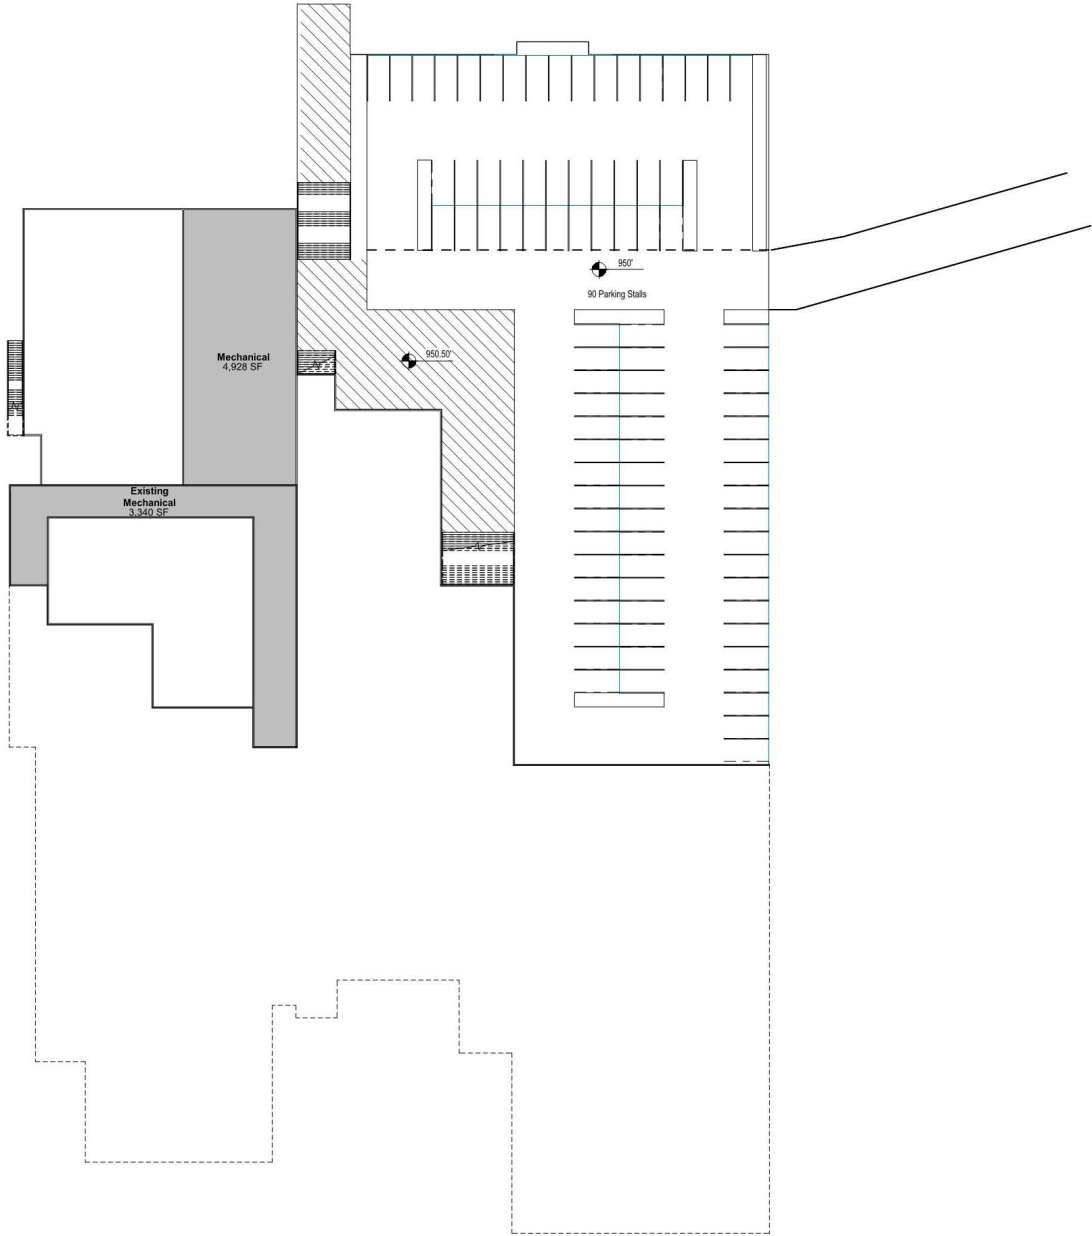 950'
90 Parking Stalls
950.50'
Mechanical
4,928 SF
Existing
Mechanical
3,340 SF